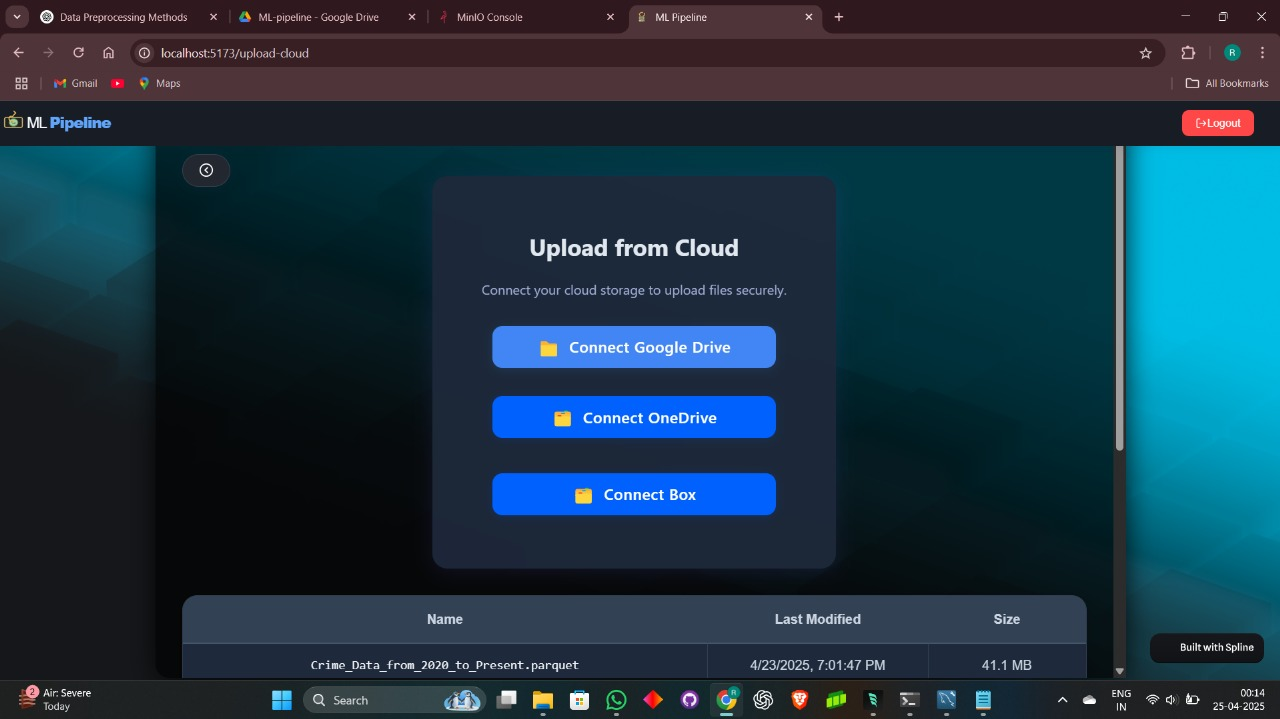 Data Preprocessing Methods
ML-pipeline - Google Drive
MinIO Console
ML Pipeline
localhost:5173/upload-cloud
R
Gmail
Maps
All Bookmarks
ML Pipeline
Logout
Upload from Cloud
Connect your cloud storage to upload files securely.
Connect Google Drive
Connect OneDrive
Connect Box
Name Last Modified Size
Crime_Data_from_2020_to_Present.parquet 4/23/2025, 7:01:47 PM 41.1 MB
Built with Spline
2
Air: Severe
Today
Search
R
ENG
IN
00:14
25-04-2025